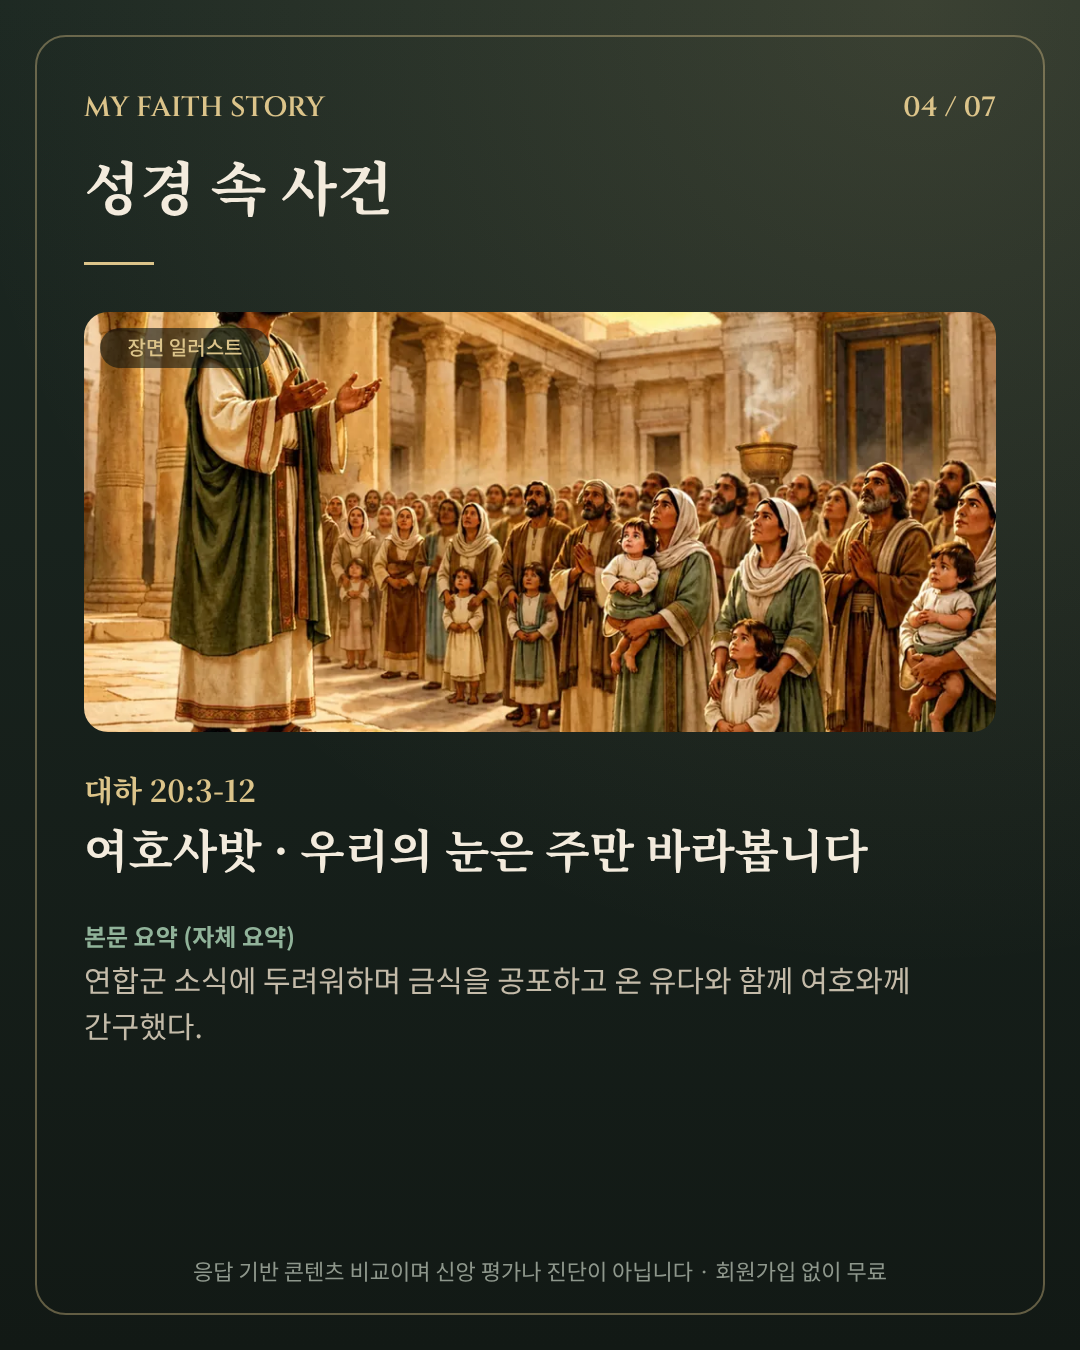 MY FAITH STORY
04 / 07
성경 속 사건
장면 일러스트
대하 20:3-12
여호사밧 · 우리의 눈은 주만 바라봅니다
본문 요약 (자체 요약)
연합군 소식에 두려워하며 금식을 공포하고 온 유다와 함께 여호와께
간구했다.
응답 기반 콘텐츠 비교이며 신앙 평가나 진단이 아닙니다 · 회원가입 없이 무료